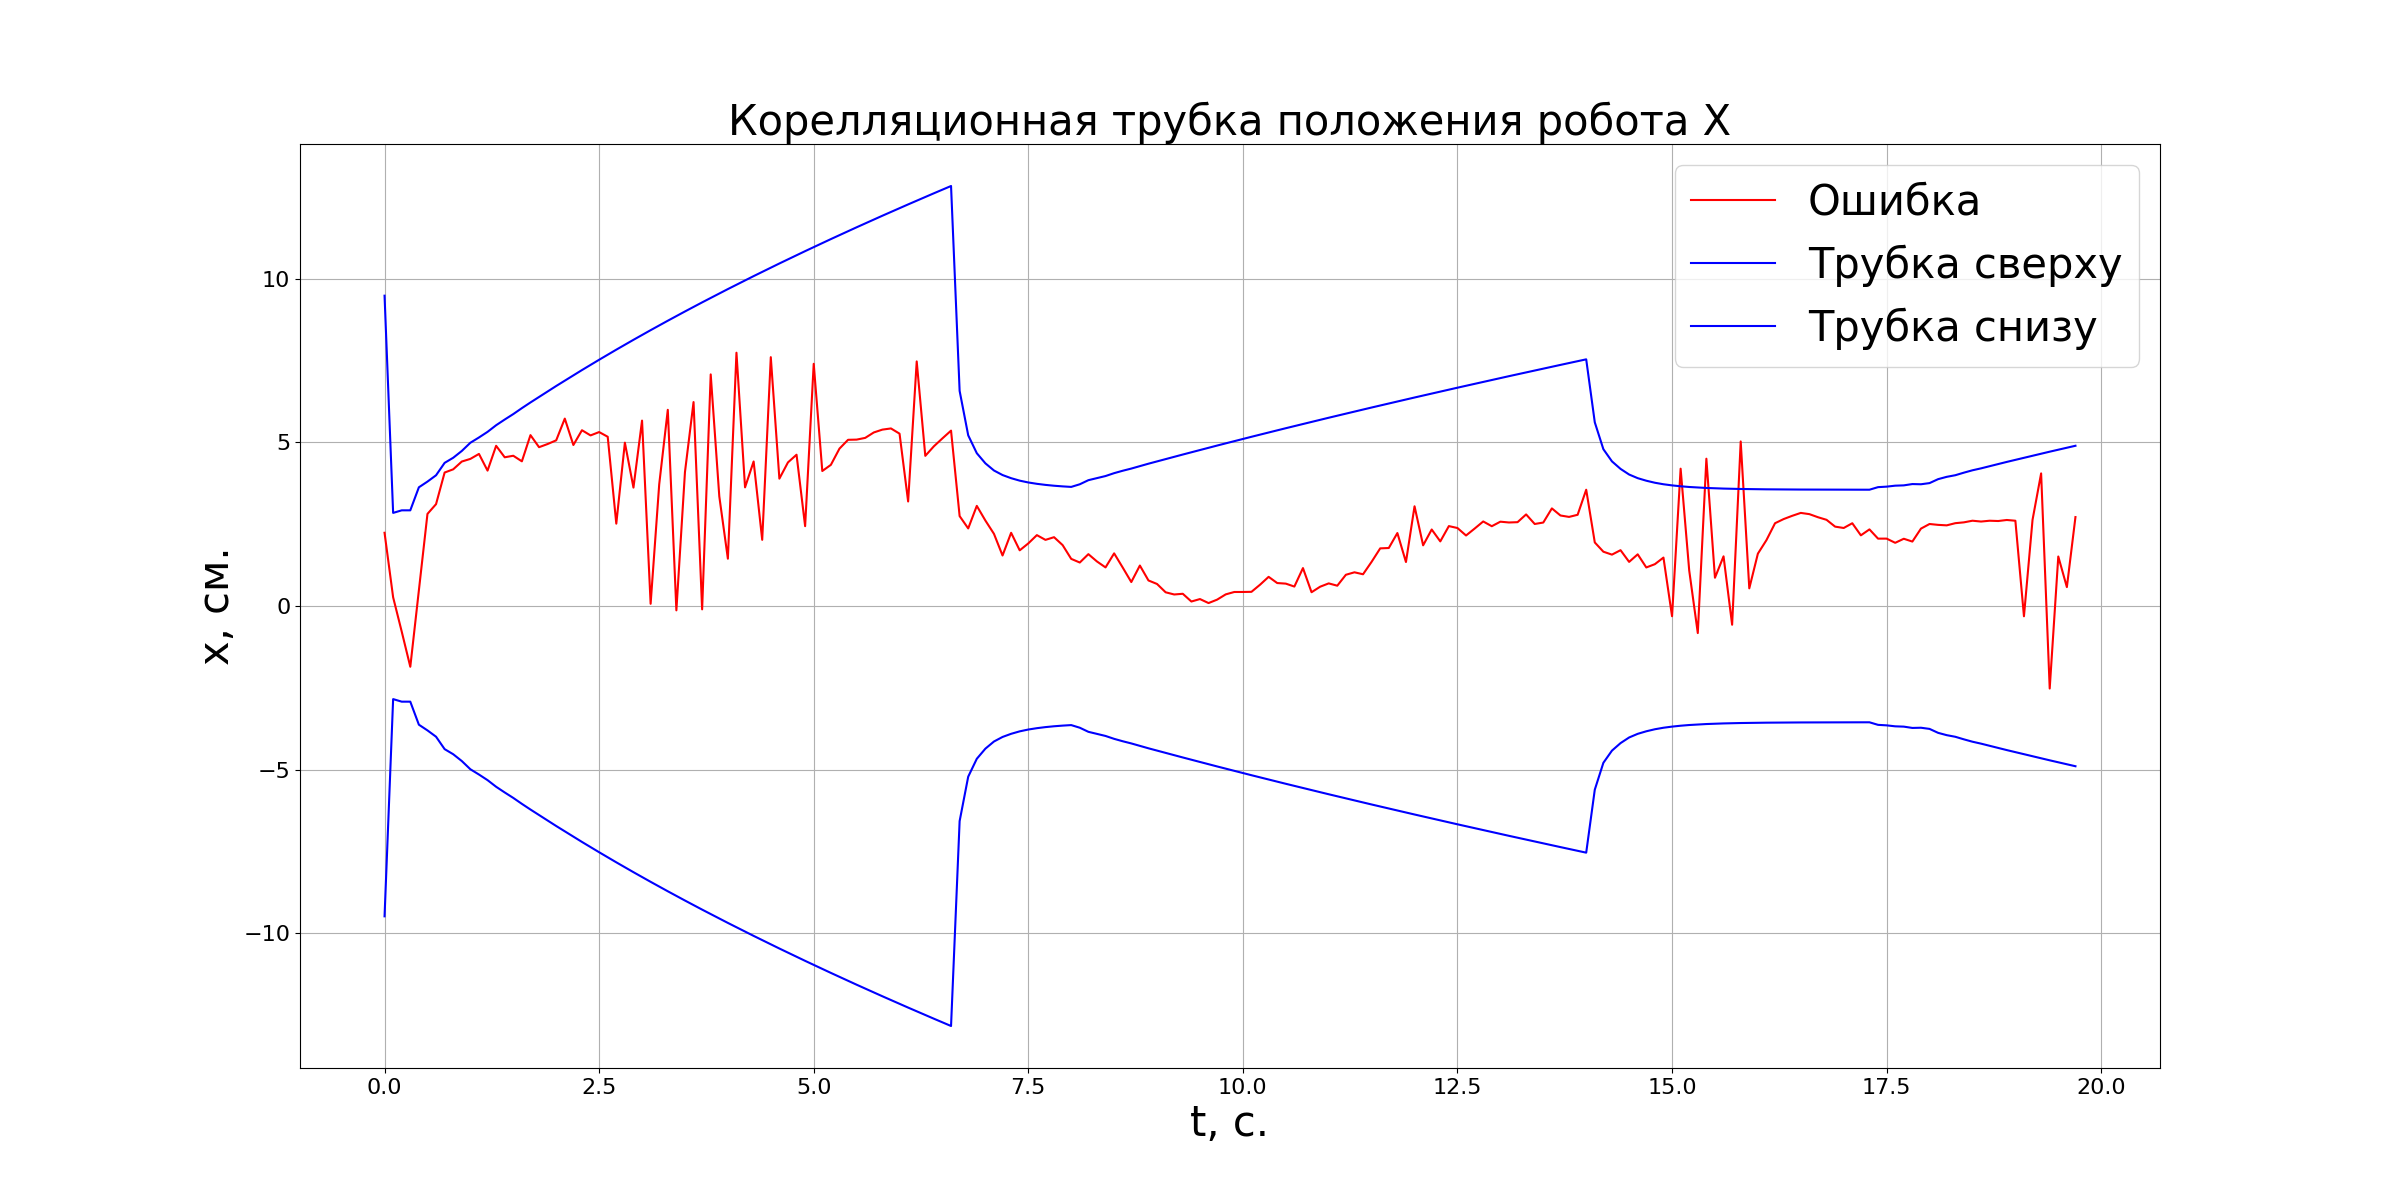 Корелляционная трубка положения робота X
Ошибка
Трубка сверху
Трубка снизу
10
5
0
−5
−10
x, см.
0.0 2.5 5.0 7.5 10.0 12.5 15.0 17.5 20.0
t, с.